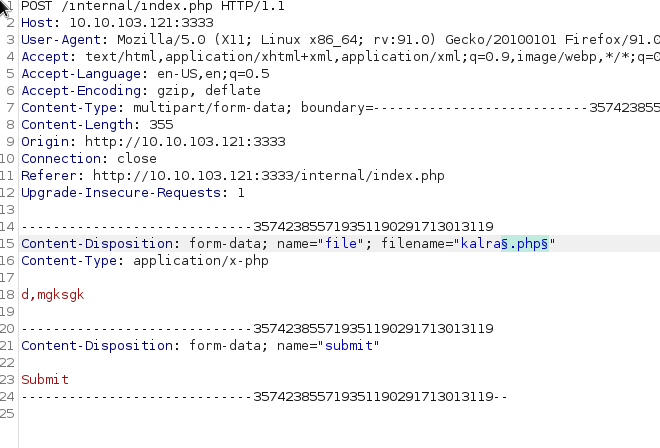 1 POST /internal/index.php HTTP/1.1
2 Host: 10.10.103.121:3333
3 User-Agent: Mozilla/5.0 (X11; Linux x86_64; rv:91.0) Gecko/20100101 Firefox/91.0
4 Accept: text/html,application/xhtml+xml,application/xml;q=0.9,image/webp,*/*;q=0
5 Accept-Language: en-US,en;q=0.5
6 Accept-Encoding: gzip, deflate
7 Content-Type: multipart/form-data; boundary=---------------------------357423855
8 Content-Length: 355
9 Origin: http://10.10.103.121:3333
10 Connection: close
11 Referer: http://10.10.103.121:3333/internal/index.php
12 Upgrade-Insecure-Requests: 1
13
14 -----------------------------35742385571935119029171301​3119
15 Content-Disposition: form-data; name="file"; filename="kalra§.php§"
16 Content-Type: application/x-php
17
18 d,mgksgk
19
20 -----------------------------357423855719351190291713013119
21 Content-Disposition: form-data; name="submit"
22
23 Submit
24 -----------------------------357423855719351190291713013119--
25